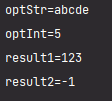 optStr=abcde
optInt=5
result1=123
result2=-1